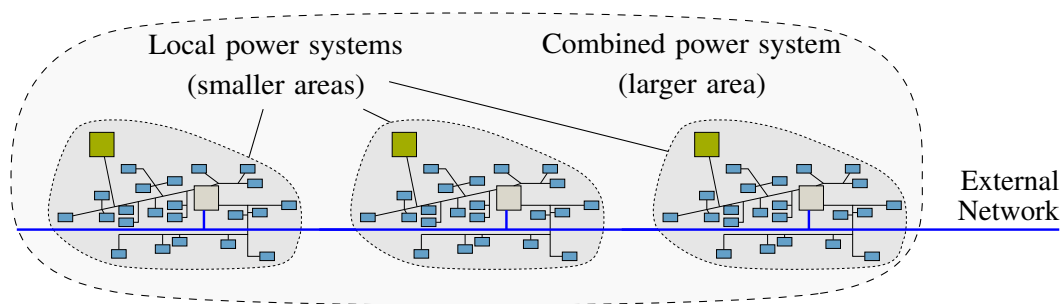 Local power systems
(smaller areas)
Combined power system
(larger area)
External
Network